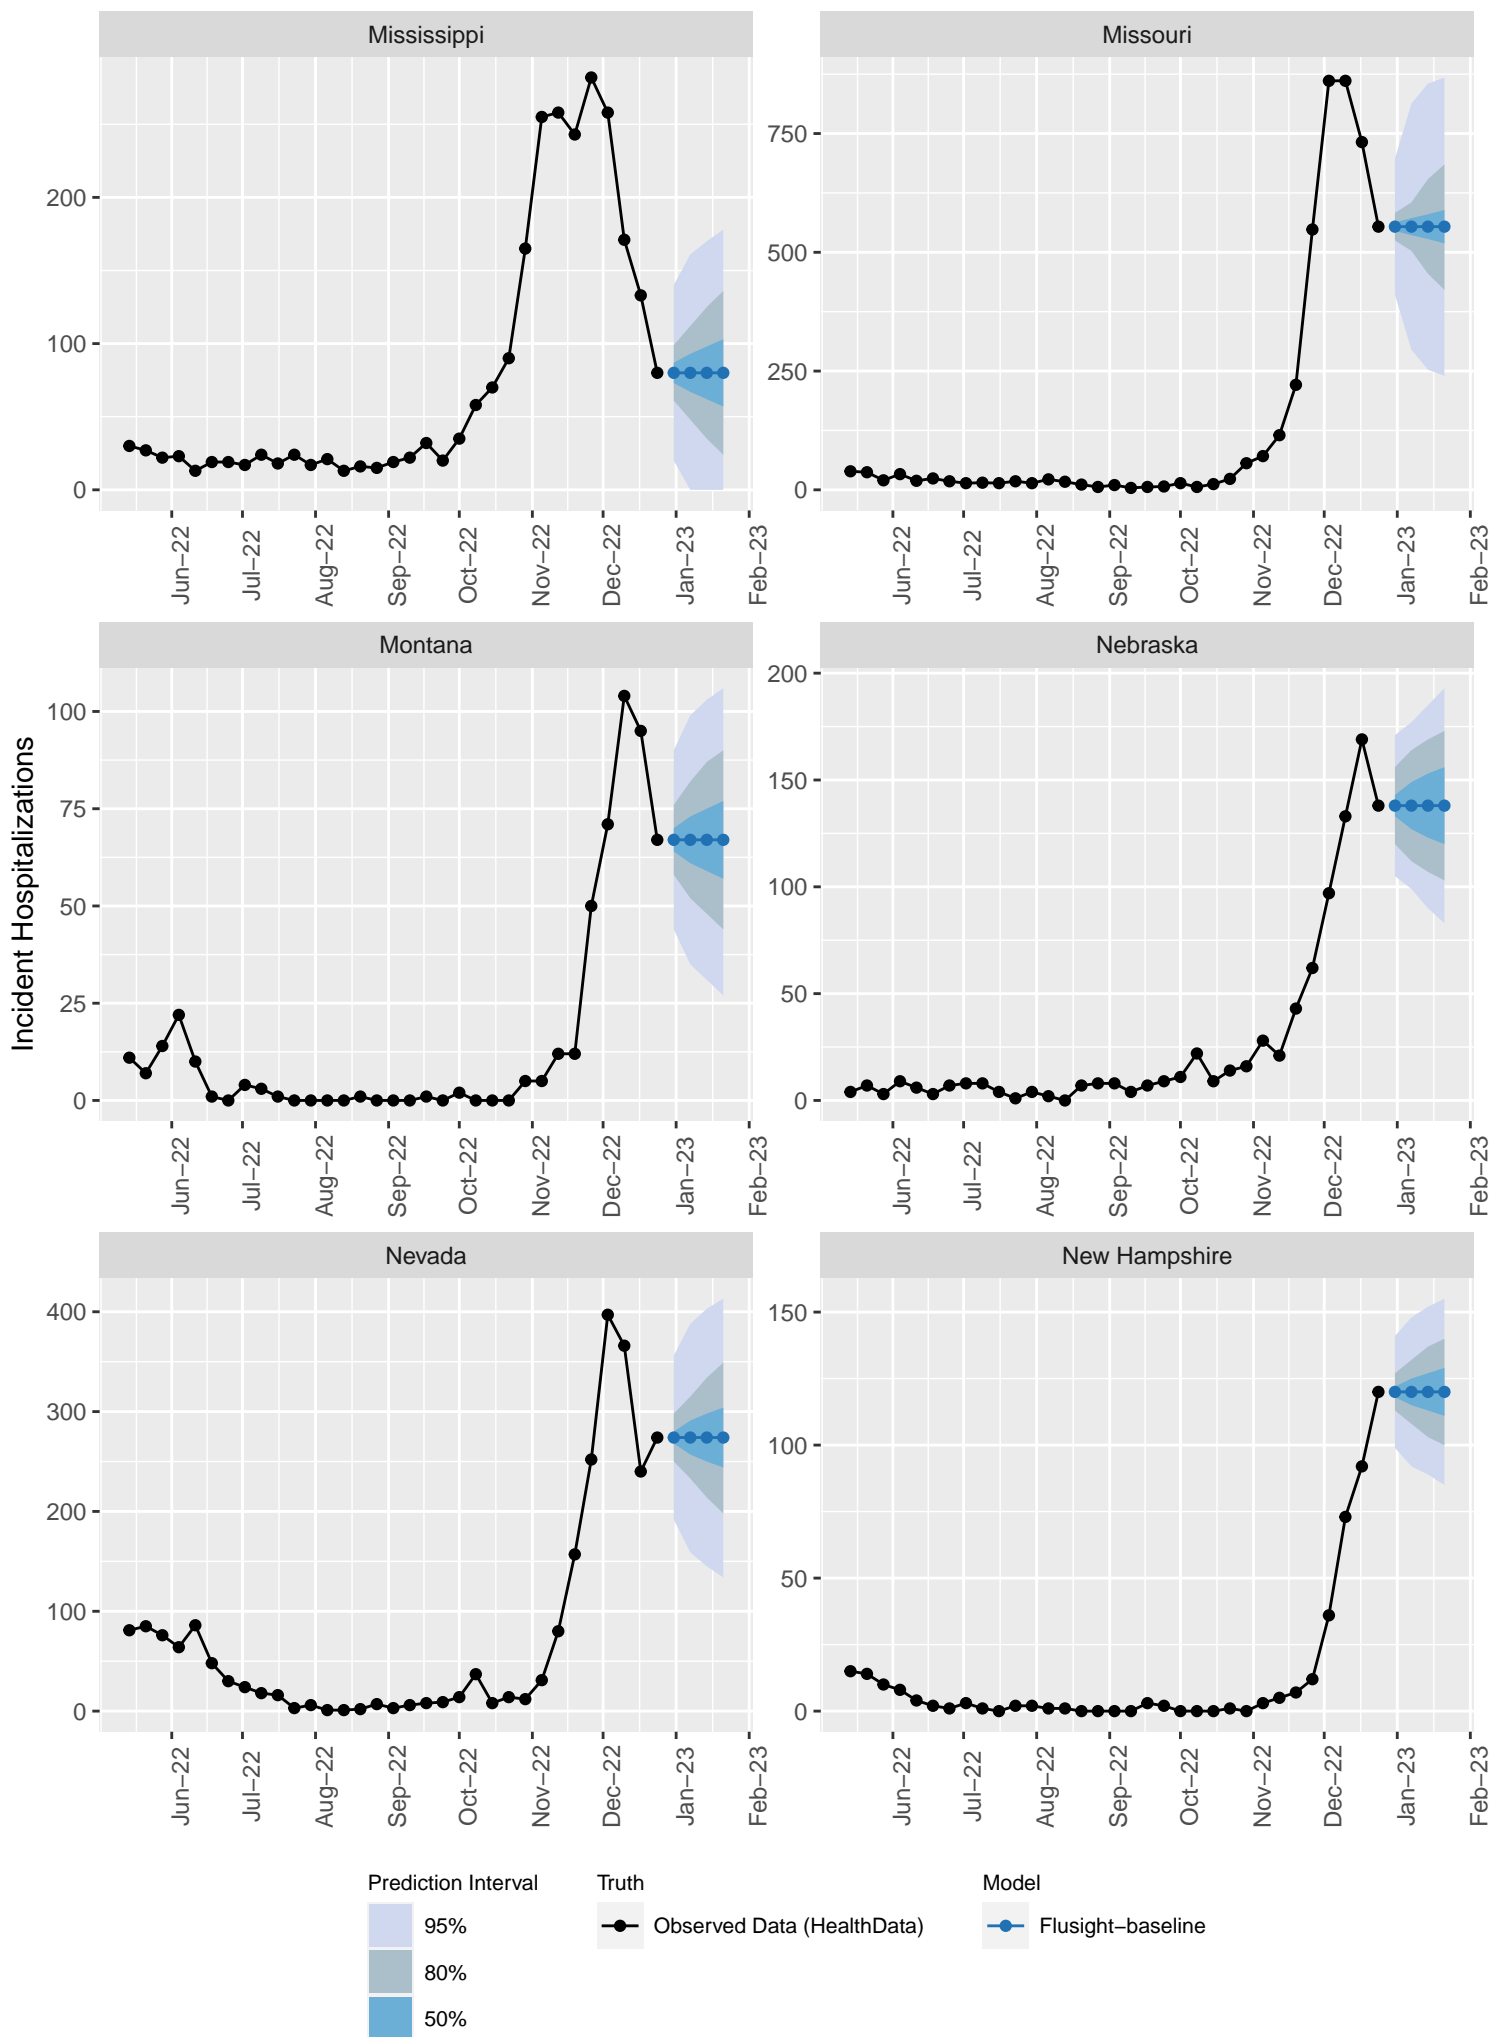 Mississippi
Missouri
200
100
0
750
500
250
0
Jun−22
Jul−22
Aug−22
Sep−22
Oct−22
Nov−22
Dec−22
Jan−23
Feb−23
Jun−22
Jul−22
Aug−22
Sep−22
Oct−22
Nov−22
Dec−22
Jan−23
Feb−23
Incident Hospitalizations
Montana
Nebraska
100
75
50
25
0
200
150
100
50
0
Jun−22
Jul−22
Aug−22
Sep−22
Oct−22
Nov−22
Dec−22
Jan−23
Feb−23
Jun−22
Jul−22
Aug−22
Sep−22
Oct−22
Nov−22
Dec−22
Jan−23
Feb−23
Nevada
New Hampshire
400
300
200
100
0
150
100
50
0
Jun−22
Jul−22
Aug−22
Sep−22
Oct−22
Nov−22
Dec−22
Jan−23
Feb−23
Jun−22
Jul−22
Aug−22
Sep−22
Oct−22
Nov−22
Dec−22
Jan−23
Feb−23
Prediction Interval
95%
80%
50%
Truth
Observed Data (HealthData)
Model
Flusight−baseline